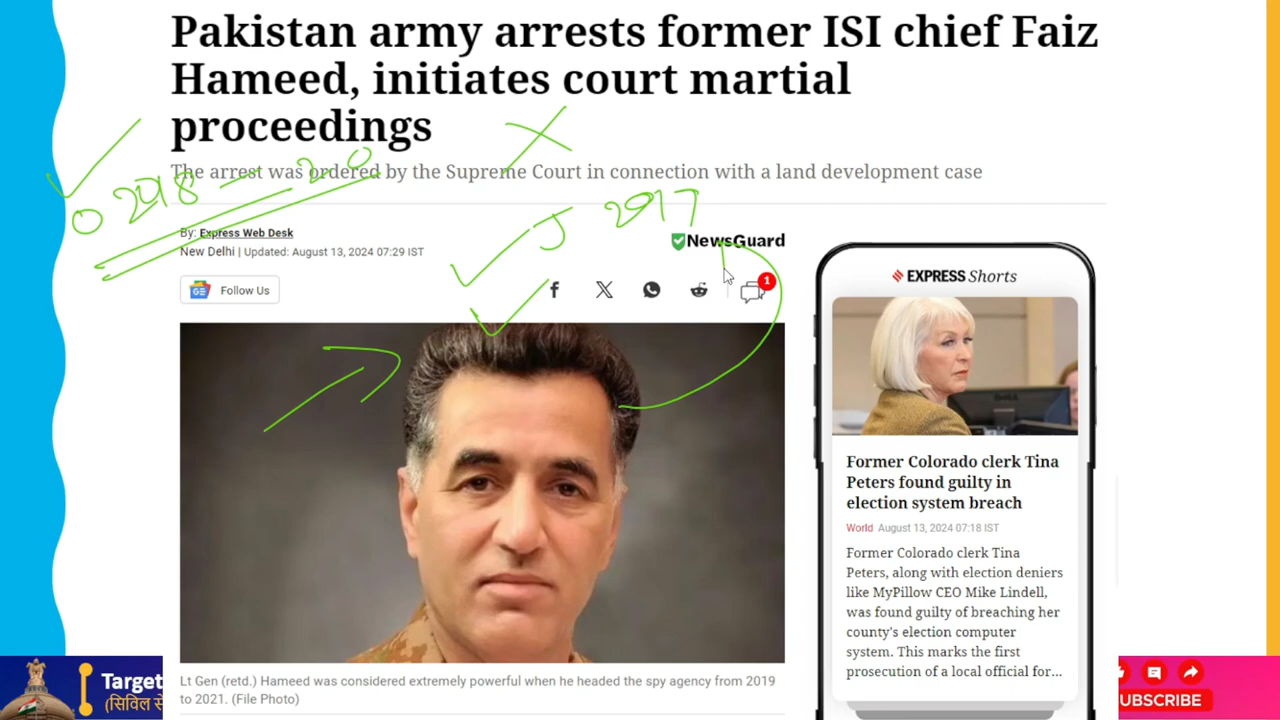 Pakistan army arrests former ISI chief Faiz
Hameed, initiates court martial
proceedings
The arrest was ordered by the Supreme Court in connection with a land development case
By: Express Web Desk
New Delhi | Updated: August 13, 2024 07:29 IST
NewsGuard
Follow Us
1
Lt Gen (retd.) Hameed was considered extremely powerful when he headed the spy agency from 2019
to 2021. (File Photo)
EXPRESS Shorts
Former Colorado clerk Tina
Peters found guilty in
election system breach
World August 13, 2024 07:18 IST
Former Colorado clerk Tina
Peters, along with election deniers
like MyPillow CEO Mike Lindell,
was found guilty of breaching her
county's election computer
system. This marks the first
prosecution of a local official for...
Target
(सिविल से
UBSCRIBE